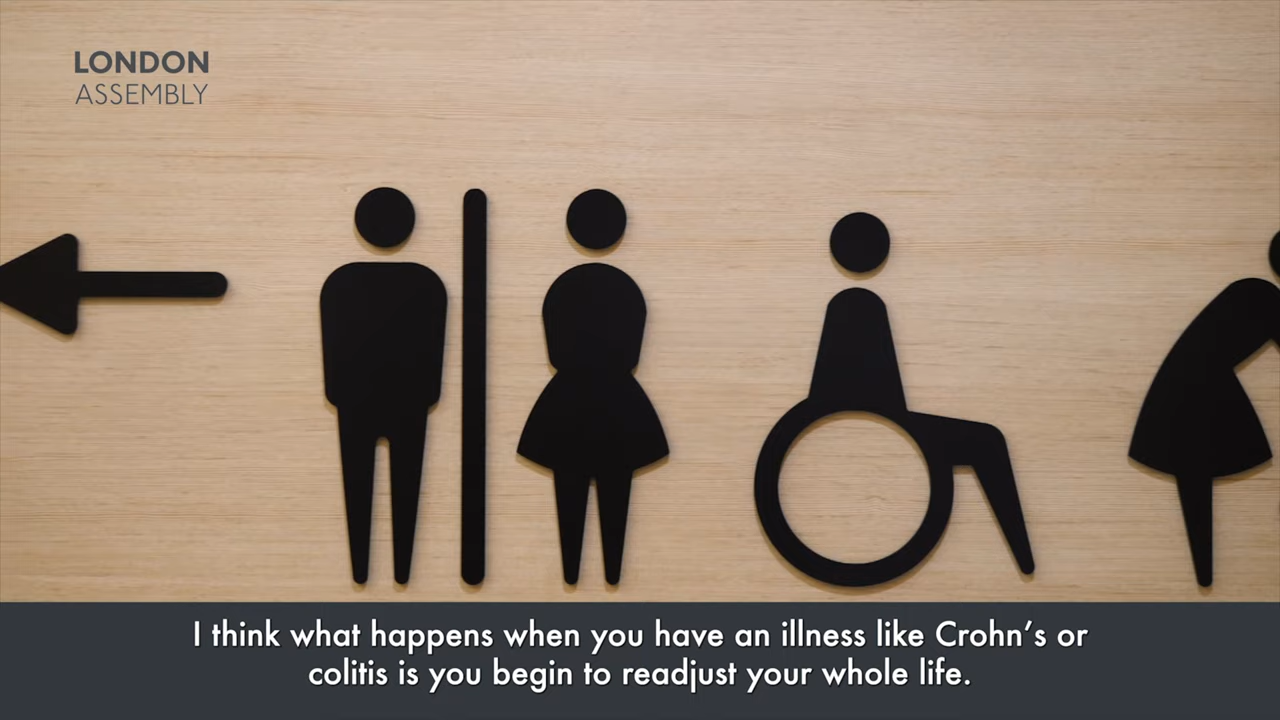 LONDON
ASSEMBLY
I think what happens when you have an illness like Crohn's or
colitis is you begin to readjust your whole life.